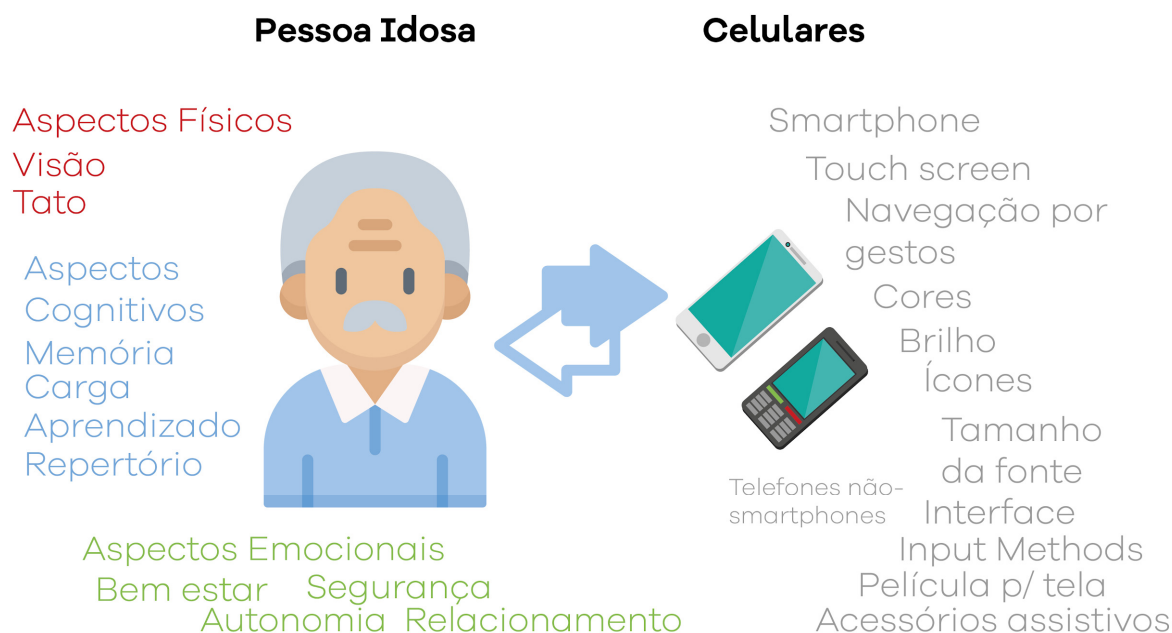 Pessoa Idosa
Celulares
Aspectos Físicos
Visão
Tato
Aspectos
Cognitivos
Memória
Carga
Aprendizado
Repertório
Aspectos Emocionais
Bem estar
Segurança
Autonomia
Relacionamento
Smartphone
Touch screen
Navegação por
gestos
Cores
Brilho
Ícones
Tamanho
da fonte
Telefones não-
smartphones
Interface
Input Methods
Película p/ tela
Acessórios assistivos